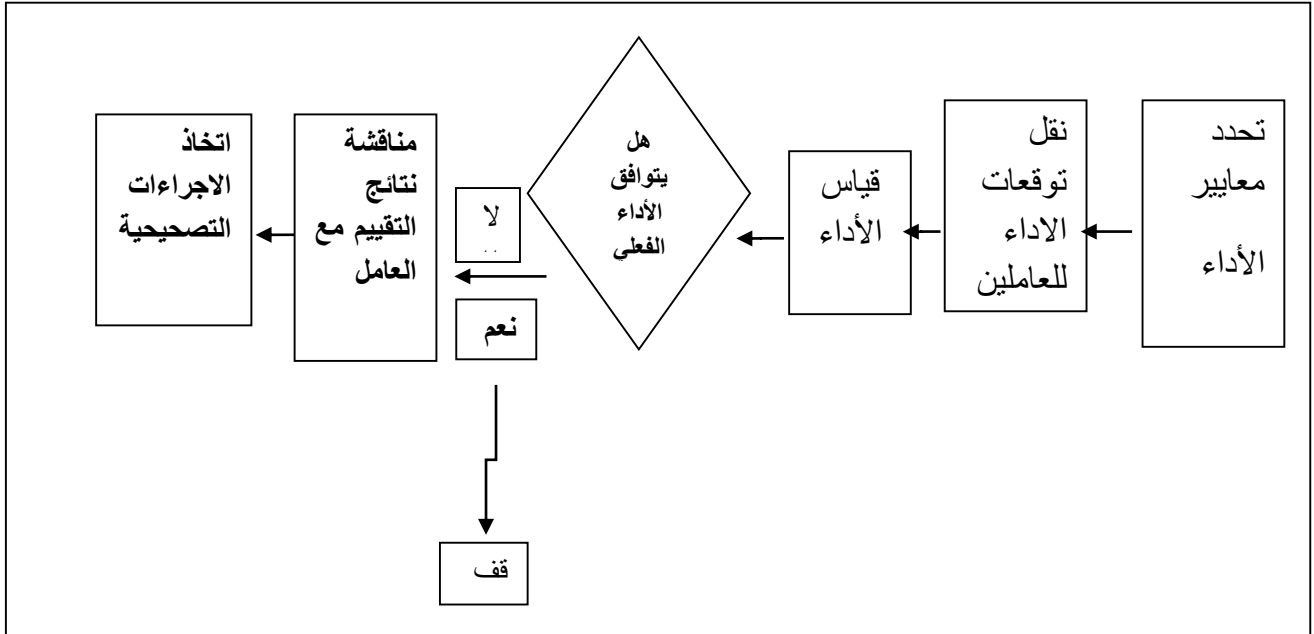 تحدد
معايير
الأداء
نقل
توقعات
الاداء
للعاملين
قياس
الأداء
هل
يتوافق
الأداء
الفعلي
لا
نعم
قف
مناقشة
نتائج
التقييم مع
العامل
اتخاذ
الاجراءات
التصحيحية